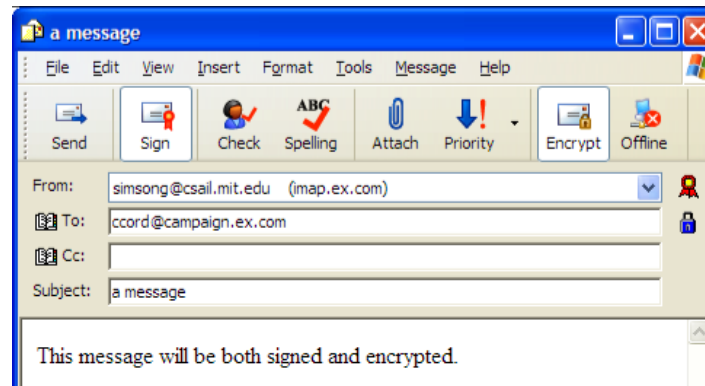 a message
File Edit View Insert Format Tools Message Help
ABC
Send Sign Check Spelling Attach Priority Encrypt Offline
From: simsong@csail.mit.edu (imap.ex.com)
To: ccord@campaign.ex.com
Cc:
Subject: a message
This message will be both signed and encrypted.